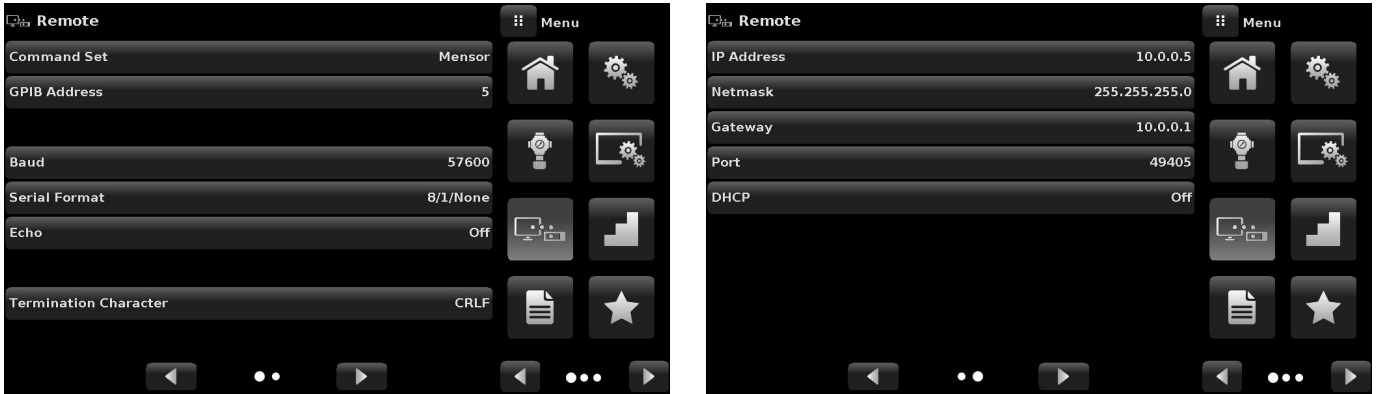 Remote
Menu
Command Set Mensor
GPIB Address 5
Baud 57600
Serial Format 8/1/None
Echo Off
Termination Character CRLF
Remote
Menu
IP Address 10.0.0.5
Netmask 255.255.255.0
Gateway 10.0.0.1
Port 49405
DHCP Off